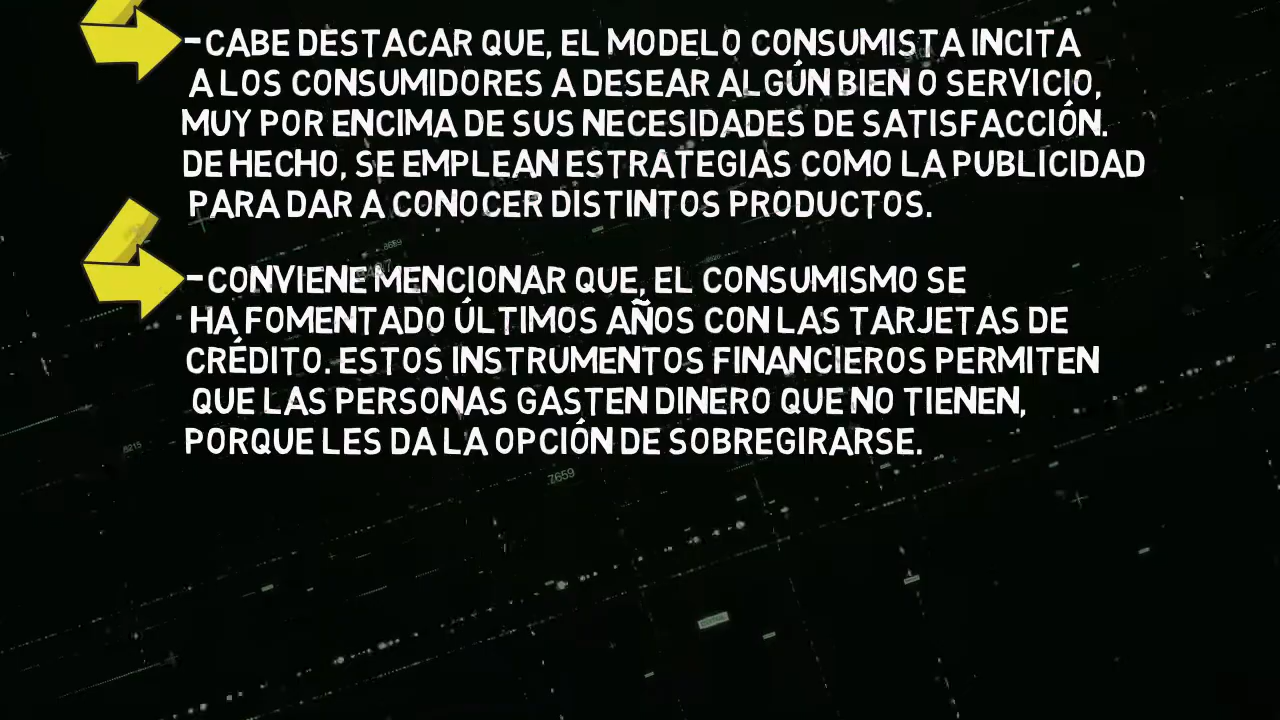 -CABE DESTACAR QUE, EL MODELO CONSUMISTA INCITA
A LOS CONSUMIDORES A DESEAR ALGÚN BIEN O SERVICIO,
MUY POR ENCIMA DE SUS NECESIDADES DE SATISFACCIÓN.
DE HECHO, SE EMPLEAN ESTRATEGIAS COMO LA PUBLICIDAD
PARA DAR A CONOCER DISTINTOS PRODUCTOS.
-CONVIENE MENCIONAR QUE, EL CONSUMISMO SE
HA FOMENTADO ÚLTIMOS AÑOS CON LAS TARJETAS DE
CRÉDITO. ESTOS INSTRUMENTOS FINANCIEROS PERMITEN
QUE LAS PERSONAS GASTEN DINERO QUE NO TIENEN,
PORQUE LES DA LA OPCIÓN DE SOBREGIRARSE.
7659